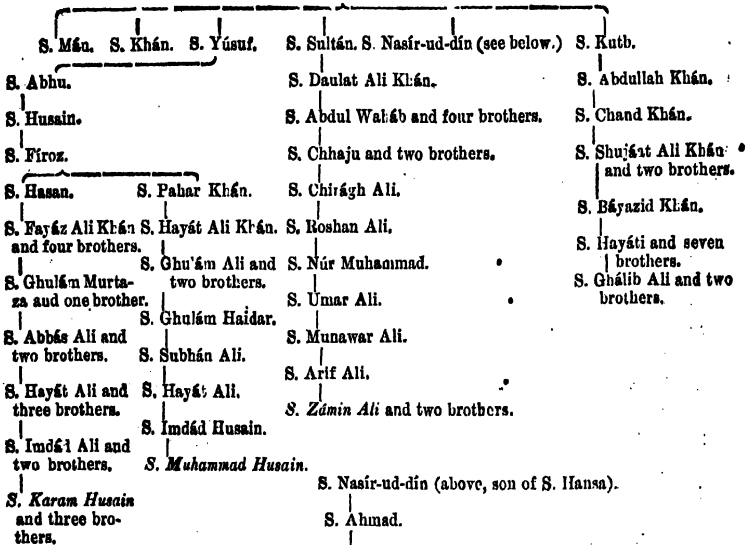 S. Mán. S. Khán. S. Yúsuf. S. Sultán. S. Nasír-ud-dín (see below.) S. Kutb.
S. Abhu.
S. Husain.
S. Fíroz.
S. Hasan. S. Pahar Khán.
S. Fayáz Ali Khán
and four brothers.
S. Ghulám Murta-
za and one brother.
S. Abbás Ali and
two brothers.
S. Hayát Ali and
three brothers.
S. Imdád Ali and
two brothers.
S. Karam Husain
and three bro-
thers.
S. Hayát Ali Khán.
S. Ghulám Ali and
two brothers.
S. Ghulám Haidar.
S. Subhán Ali.
S. Hayát Ali.
S. Imdád Husain.
S. Muhammad Husain.
S. Daulat Ali Khán.
S. Abdul Waháb and four brothers.
S. Chhaju and two brothers.
S. Chirágh Ali.
S. Roshan Ali.
S. Núr Muhammad.
S. Umar Ali.
S. Munawar Ali.
S. Arif Ali.
S. Zámin Ali and two brothers.
S. Abdullah Khán.
S. Chand Khán.
S. Shujáat Ali Khán
and two brothers.
S. Báyazid Khán.
S. Hayáti and seven
brothers.
S. Ghálib Ali and two
brothers.
S. Nasír-ud-dín (above, son of S. Hansa).
S. Ahmad.